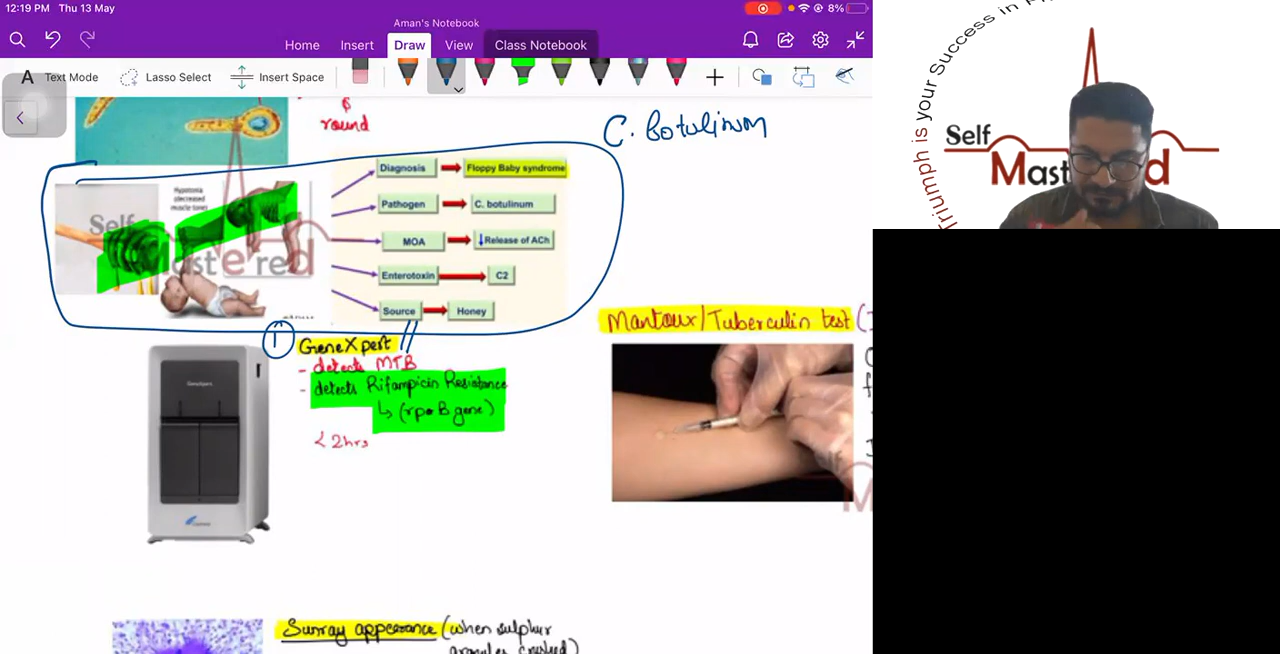 12:19 PM Thu 13 May
8%
Aman's Notebook
Home Insert Draw View Class Notebook
A Text Mode Lasso Select Insert Space
&
round
C. botulinum
Hypotonia
(decreased
muscle tone)
Diagnosis Floppy Baby syndrome
Pathogen C. botulinum
MOA ↓Release of ACh
Enterotoxin C2
Source Honey
Self
Mastered
1
GeneXpert
- detects MTB
- detects Rifampicin Resistance
↳ (rpoB gene)
< 2hrs
Mantoux/Tuberculin test (
Sunray appearance (when sulphur
granules crushed)
Triumph is your Success in
Self
Mast d